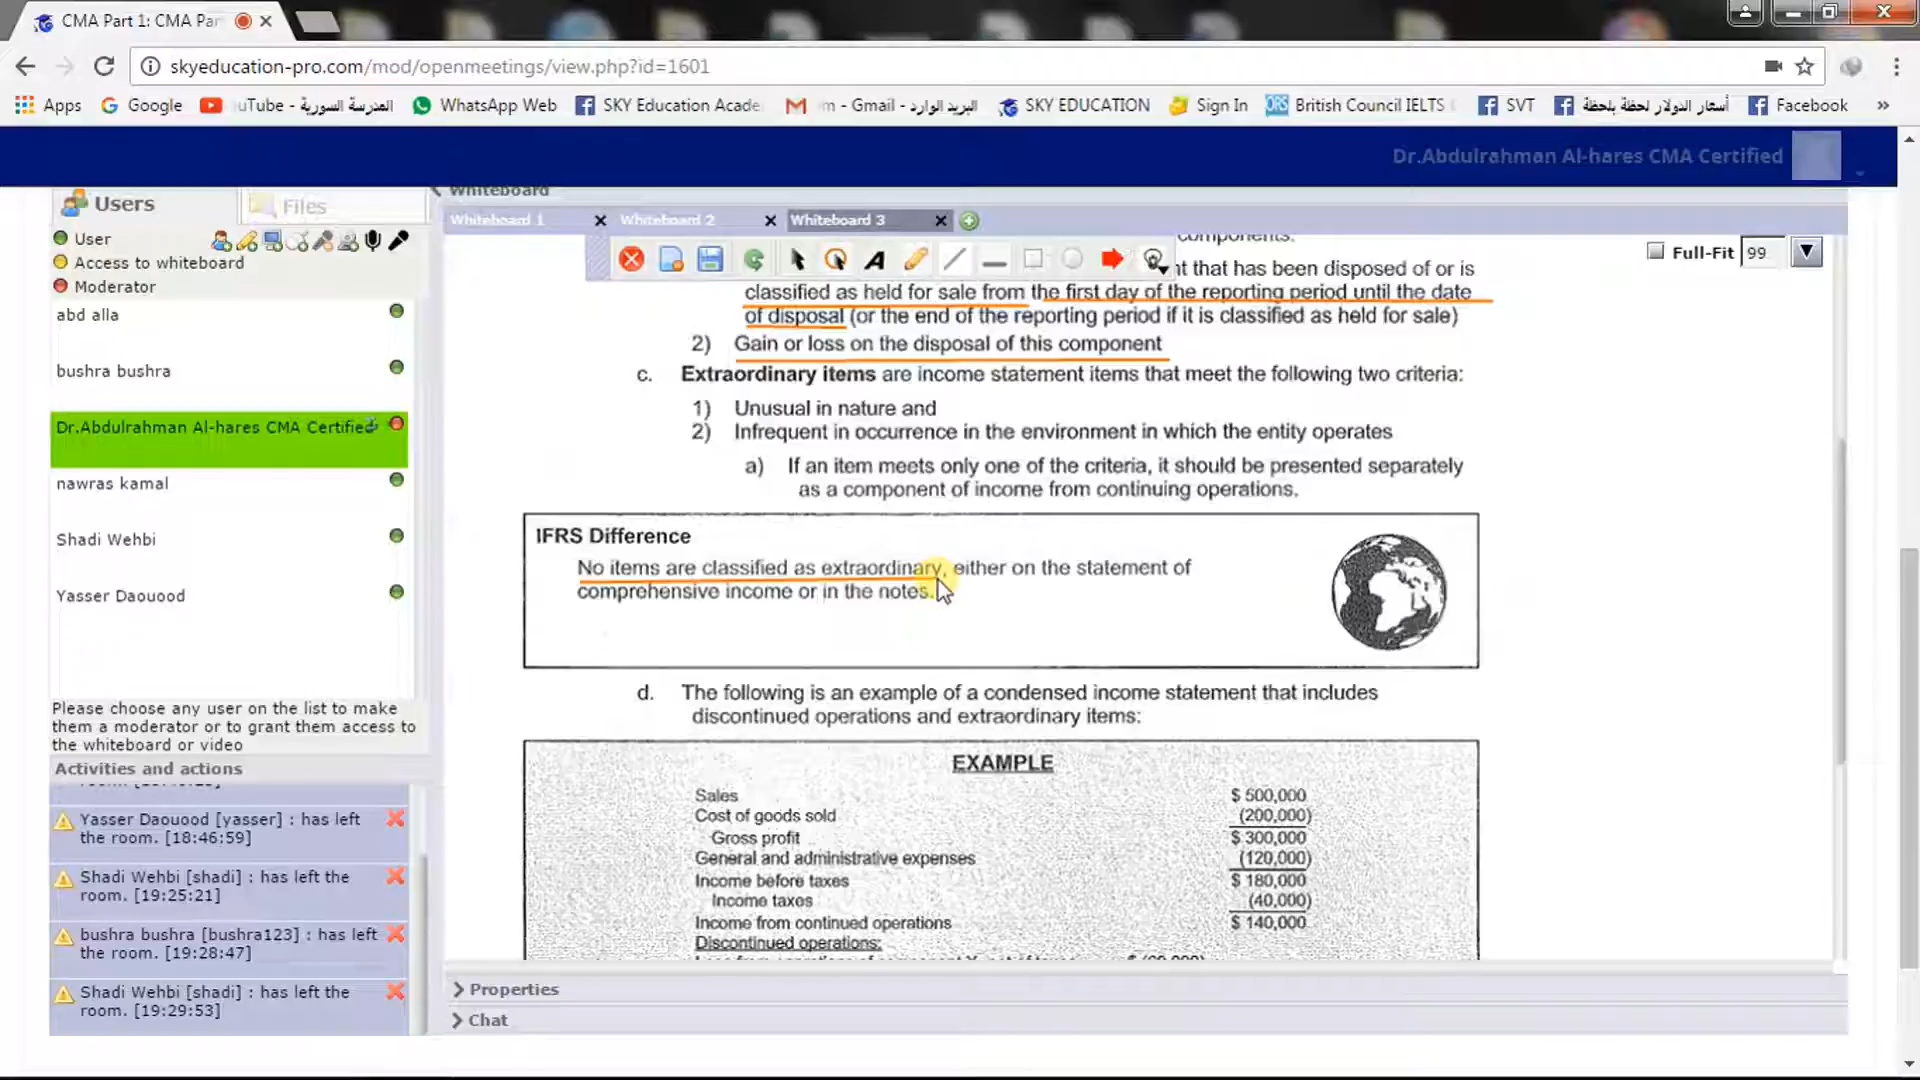 CMA Part 1: CMA Par
skyeducation-pro.com/mod/openmeetings/view.php?id=1601
Apps
Google
uTube - المدرسة السورية
WhatsApp Web
SKY Education Acade
m - Gmail - البريد الوارد
SKY EDUCATION
Sign In
British Council IELTS
SVT
أسعار الدولار لحظة بلحظة
Facebook
Dr.Abdulrahman Al-hares CMA Certified
Users
Files
User
Access to whiteboard
Moderator
abd alla
bushra bushra
Dr.Abdulrahman Al-hares CMA Certified
nawras kamal
Shadi Wehbi
Yasser Daouood
Please choose any user on the list to make
them a moderator or to grant them access to
the whiteboard or video
Activities and actions
Yasser Daouood [yasser] : has left
the room. [18:46:59]
Shadi Wehbi [shadi] : has left the
room. [19:25:21]
bushra bushra [bushra123] : has left
the room. [19:28:47]
Shadi Wehbi [shadi] : has left the
room. [19:29:53]
Whiteboard
Whiteboard 1
Whiteboard 2
Whiteboard 3
Full-Fit 99
components.
nt that has been disposed of or is
classified as held for sale from the first day of the reporting period until the date
of disposal (or the end of the reporting period if it is classified as held for sale)
2) Gain or loss on the disposal of this component
c. Extraordinary items are income statement items that meet the following two criteria:
1) Unusual in nature and
2) Infrequent in occurrence in the environment in which the entity operates
a) If an item meets only one of the criteria, it should be presented separately
as a component of income from continuing operations.
IFRS Difference
No items are classified as extraordinary, either on the statement of
comprehensive income or in the notes.
d. The following is an example of a condensed income statement that includes
discontinued operations and extraordinary items:
EXAMPLE
Sales $ 500,000
Cost of goods sold (200,000)
Gross profit $ 300,000
General and administrative expenses (120,000)
Income before taxes $ 180,000
Income taxes (40,000)
Income from continued operations $ 140,000
Discontinued operations:
Properties
Chat